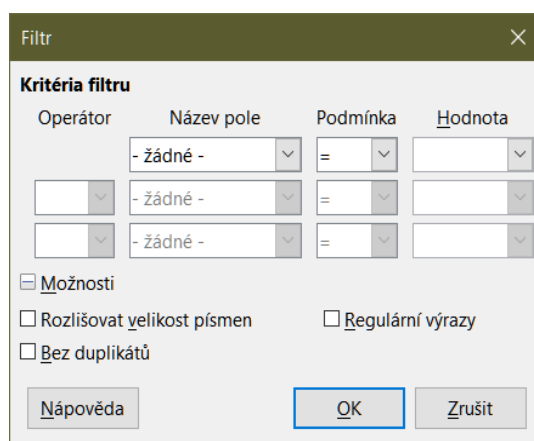 Filtr
Kritéria filtru
Operátor Název pole Podmínka Hodnota
- žádné - =
- žádné - =
- žádné - =
Možnosti
Rozlišovat velikost písmen Regulární výrazy
Bez duplikátů
Nápověda OK Zrušit